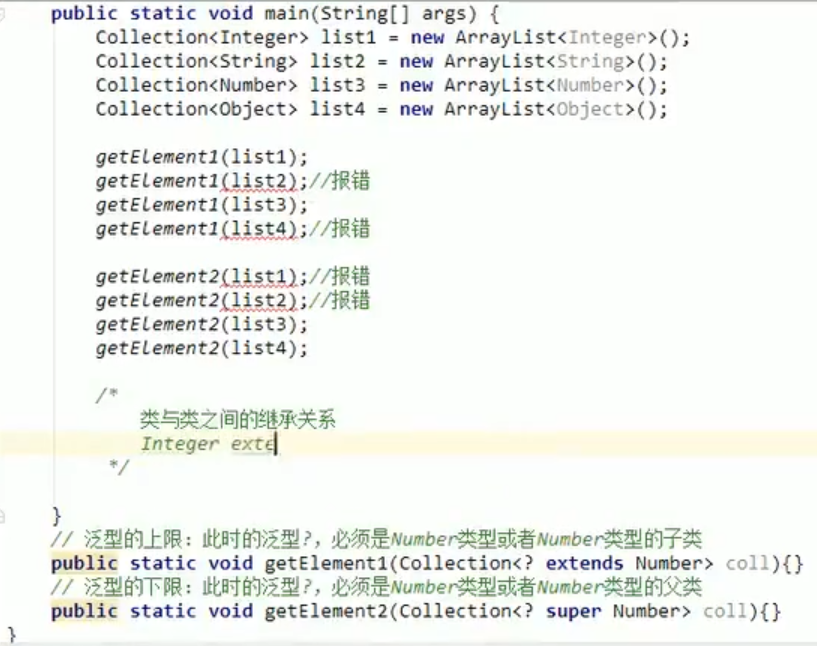 public static void main(String[] args) {
Collection<Integer> list1 = new ArrayList<Integer>();
Collection<String> list2 = new ArrayList<String>();
Collection<Number> list3 = new ArrayList<Number>();
Collection<Object> list4 = new ArrayList<Object>();
getElement1(list1);
getElement1(list2);//报错
getElement1(list3);
getElement1(list4);//报错
getElement2(list1);//报错
getElement2(list2);//报错
getElement2(list3);
getElement2(list4);
/*
类与类之间的继承关系
Integer exte
*/
}
// 泛型的上限：此时的泛型?，必须是Number类型或者Number类型的子类
public static void getElement1(Collection<? extends Number> coll){}
// 泛型的下限：此时的泛型?，必须是Number类型或者Number类型的父类
public static void getElement2(Collection<? super Number> coll){}
}